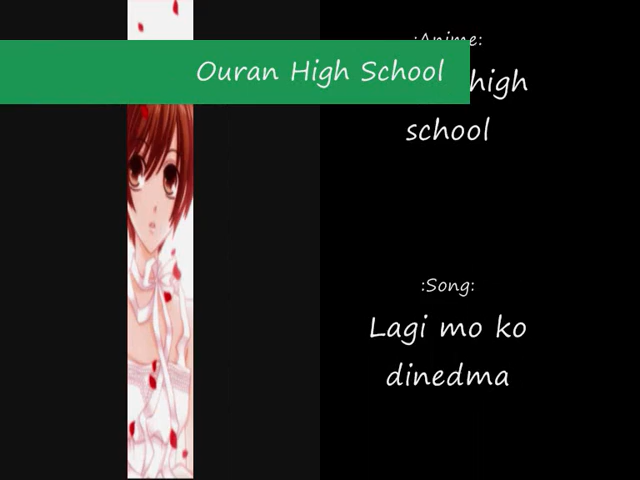 :Anime:
Ouran High School
high
school
:Song:
Lagi mo ko
dinedma